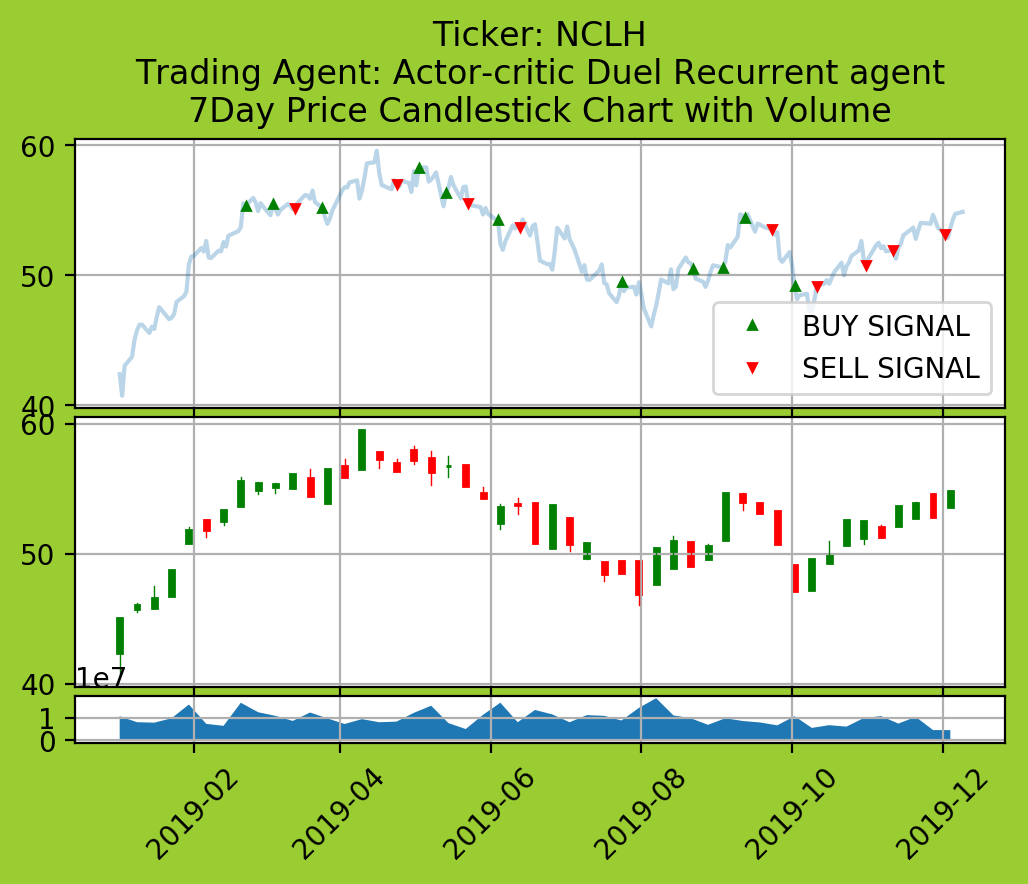 Ticker: NCLH
Trading Agent: Actor-critic Duel Recurrent agent
7Day Price Candlestick Chart with Volume
60
50
40
BUY SIGNAL
SELL SIGNAL
60
50
40
1e7
1
0
2019-02
2019-04
2019-06
2019-08
2019-10
2019-12